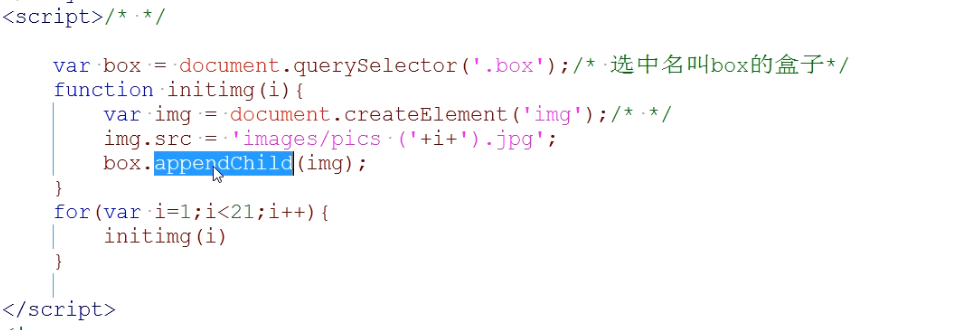 <script>/* */
var box = document.querySelector('.box');/* 选中名叫box的盒子*/
function initimg(i){
var img = document.createElement('img');/* */
img.src = 'images/pics ('+i+').jpg';
box.appendChild(img);
}
for(var i=1;i<21;i++){
initimg(i)
}
</script>